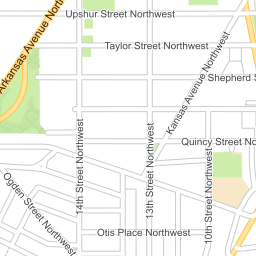 Upshur Street Northwest
Arkansas Avenue Nor
Taylor Street Northwest
Kansas Avenue Northwest
Shepherd S
14th Street Northwest
13th Street Northwest
Quincy Street No
10th Street Northwest
Ogden Street Northwest
Otis Place Northwest